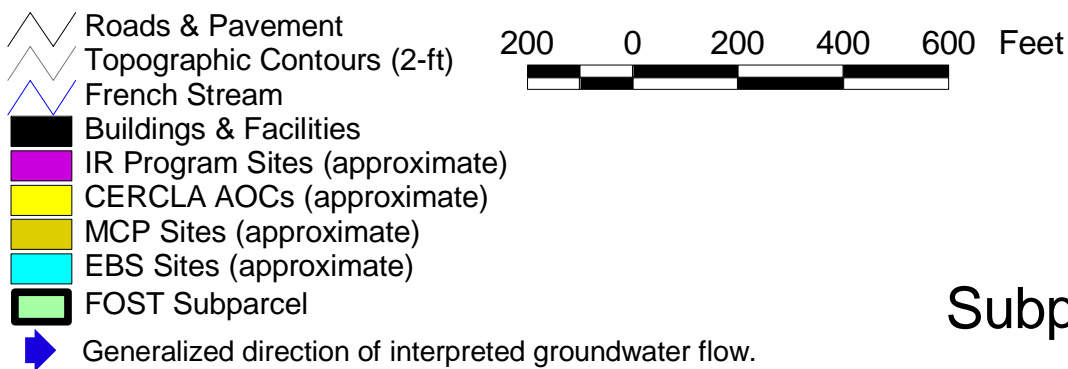 Roads & Pavement
Topographic Contours (2-ft)
French Stream
Buildings & Facilities
IR Program Sites (approximate)
CERCLA AOCs (approximate)
MCP Sites (approximate)
EBS Sites (approximate)
FOST Subparcel
Generalized direction of interpreted groundwater flow.
200 0 200 400 600 Feet
Subp